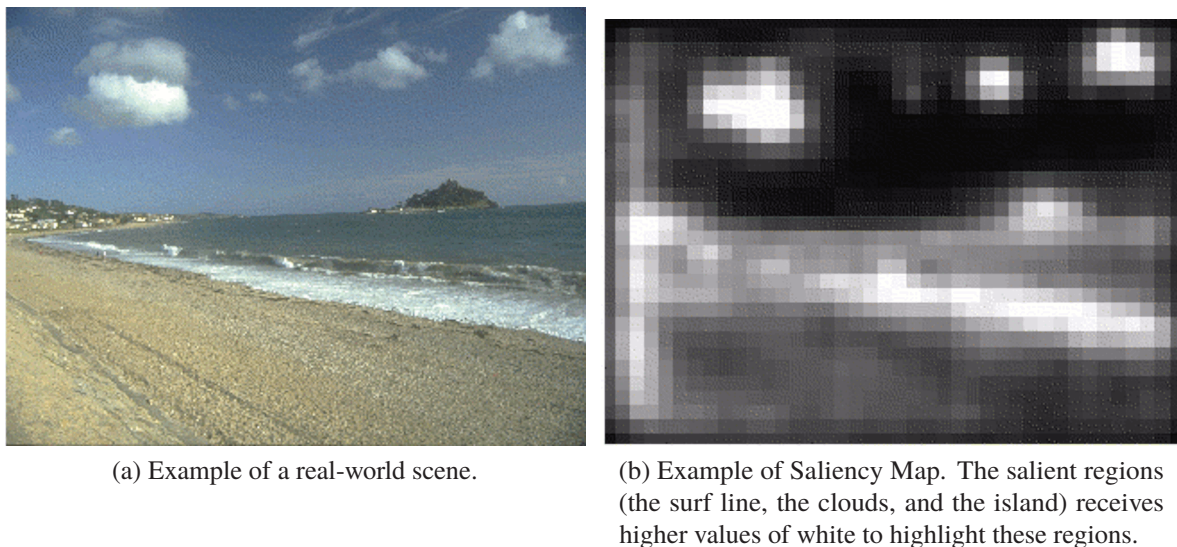 (a) Example of a real-world scene.
(b) Example of Saliency Map. The salient regions
(the surf line, the clouds, and the island) receives
higher values of white to highlight these regions.